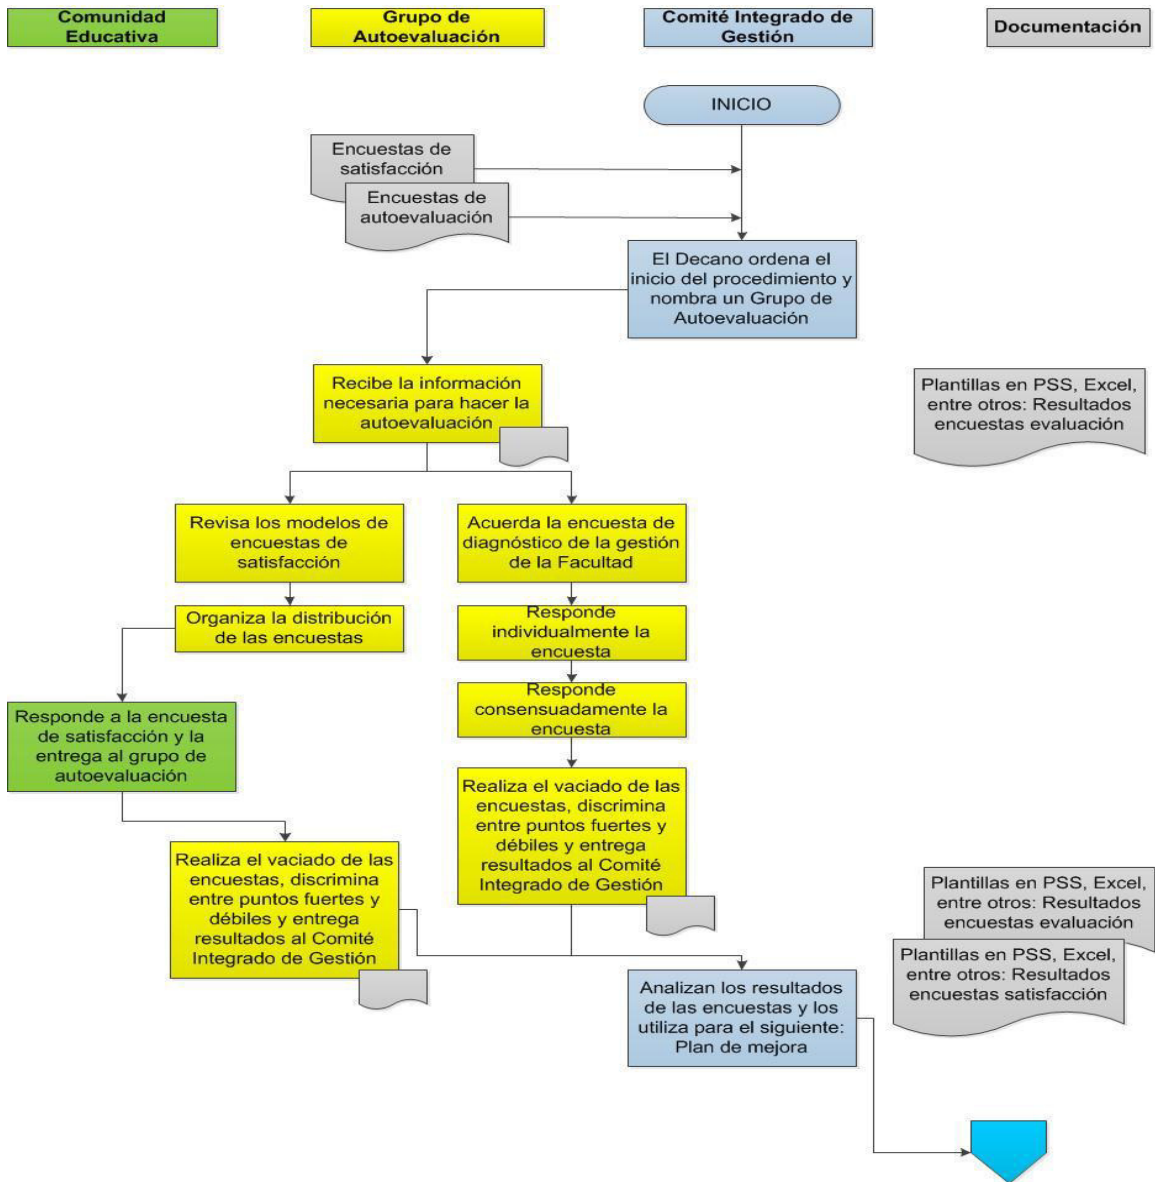 Comunidad
Educativa
Grupo de
Autoevaluación
Comité Integrado de
Gestión
Documentación
INICIO
Encuestas de
satisfacción
Encuestas de
autoevaluación
El Decano ordena el
inicio del procedimiento y
nombra un Grupo de
Autoevaluación
Recibe la información
necesaria para hacer la
autoevaluación
Plantillas en PSS, Excel,
entre otros: Resultados
encuestas evaluación
Revisa los modelos de
encuestas de
satisfacción
Acuerda la encuesta de
diagnóstico de la gestión
de la Facultad
Organiza la distribución
de las encuestas
Responde
individualmente la
encuesta
Responde
consensuadamente la
encuesta
Responde a la encuesta
de satisfacción y la
entrega al grupo de
autoevaluación
Realiza el vaciado de las
encuestas, discrimina
entre puntos fuertes y
débiles y entrega
resultados al Comité
Integrado de Gestión
Realiza el vaciado de las
encuestas, discrimina
entre puntos fuertes y
débiles y entrega
resultados al Comité
Integrado de Gestión
Plantillas en PSS, Excel,
entre otros: Resultados
encuestas evaluación
Plantillas en PSS, Excel,
entre otros: Resultados
encuestas satisfacción
Analizan los resultados
de las encuestas y los
utiliza para el siguiente:
Plan de mejora